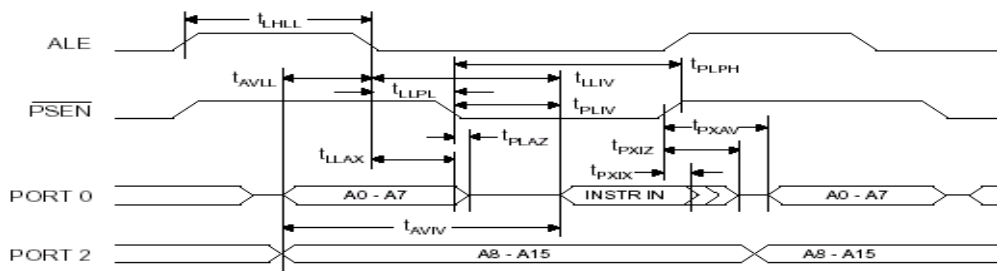 tLHLL
ALE
tAVLL
tLLIV
tPLPH
tLLPL
PSEN
tPLIV
tPXAV
tPLAZ
tPXIZ
tLLAX
tPXIX
PORT 0
A0 - A7
INSTR IN
A0 - A7
tAVIV
PORT 2
A8 - A15
A8 - A15